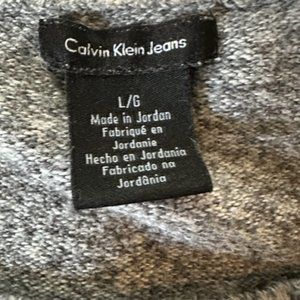 Calvin Klein Jeans
L/G
Made in Jordan
Fabriqué en
Jordanie
Hecho en Jordania
Fabricado na
Jordânia